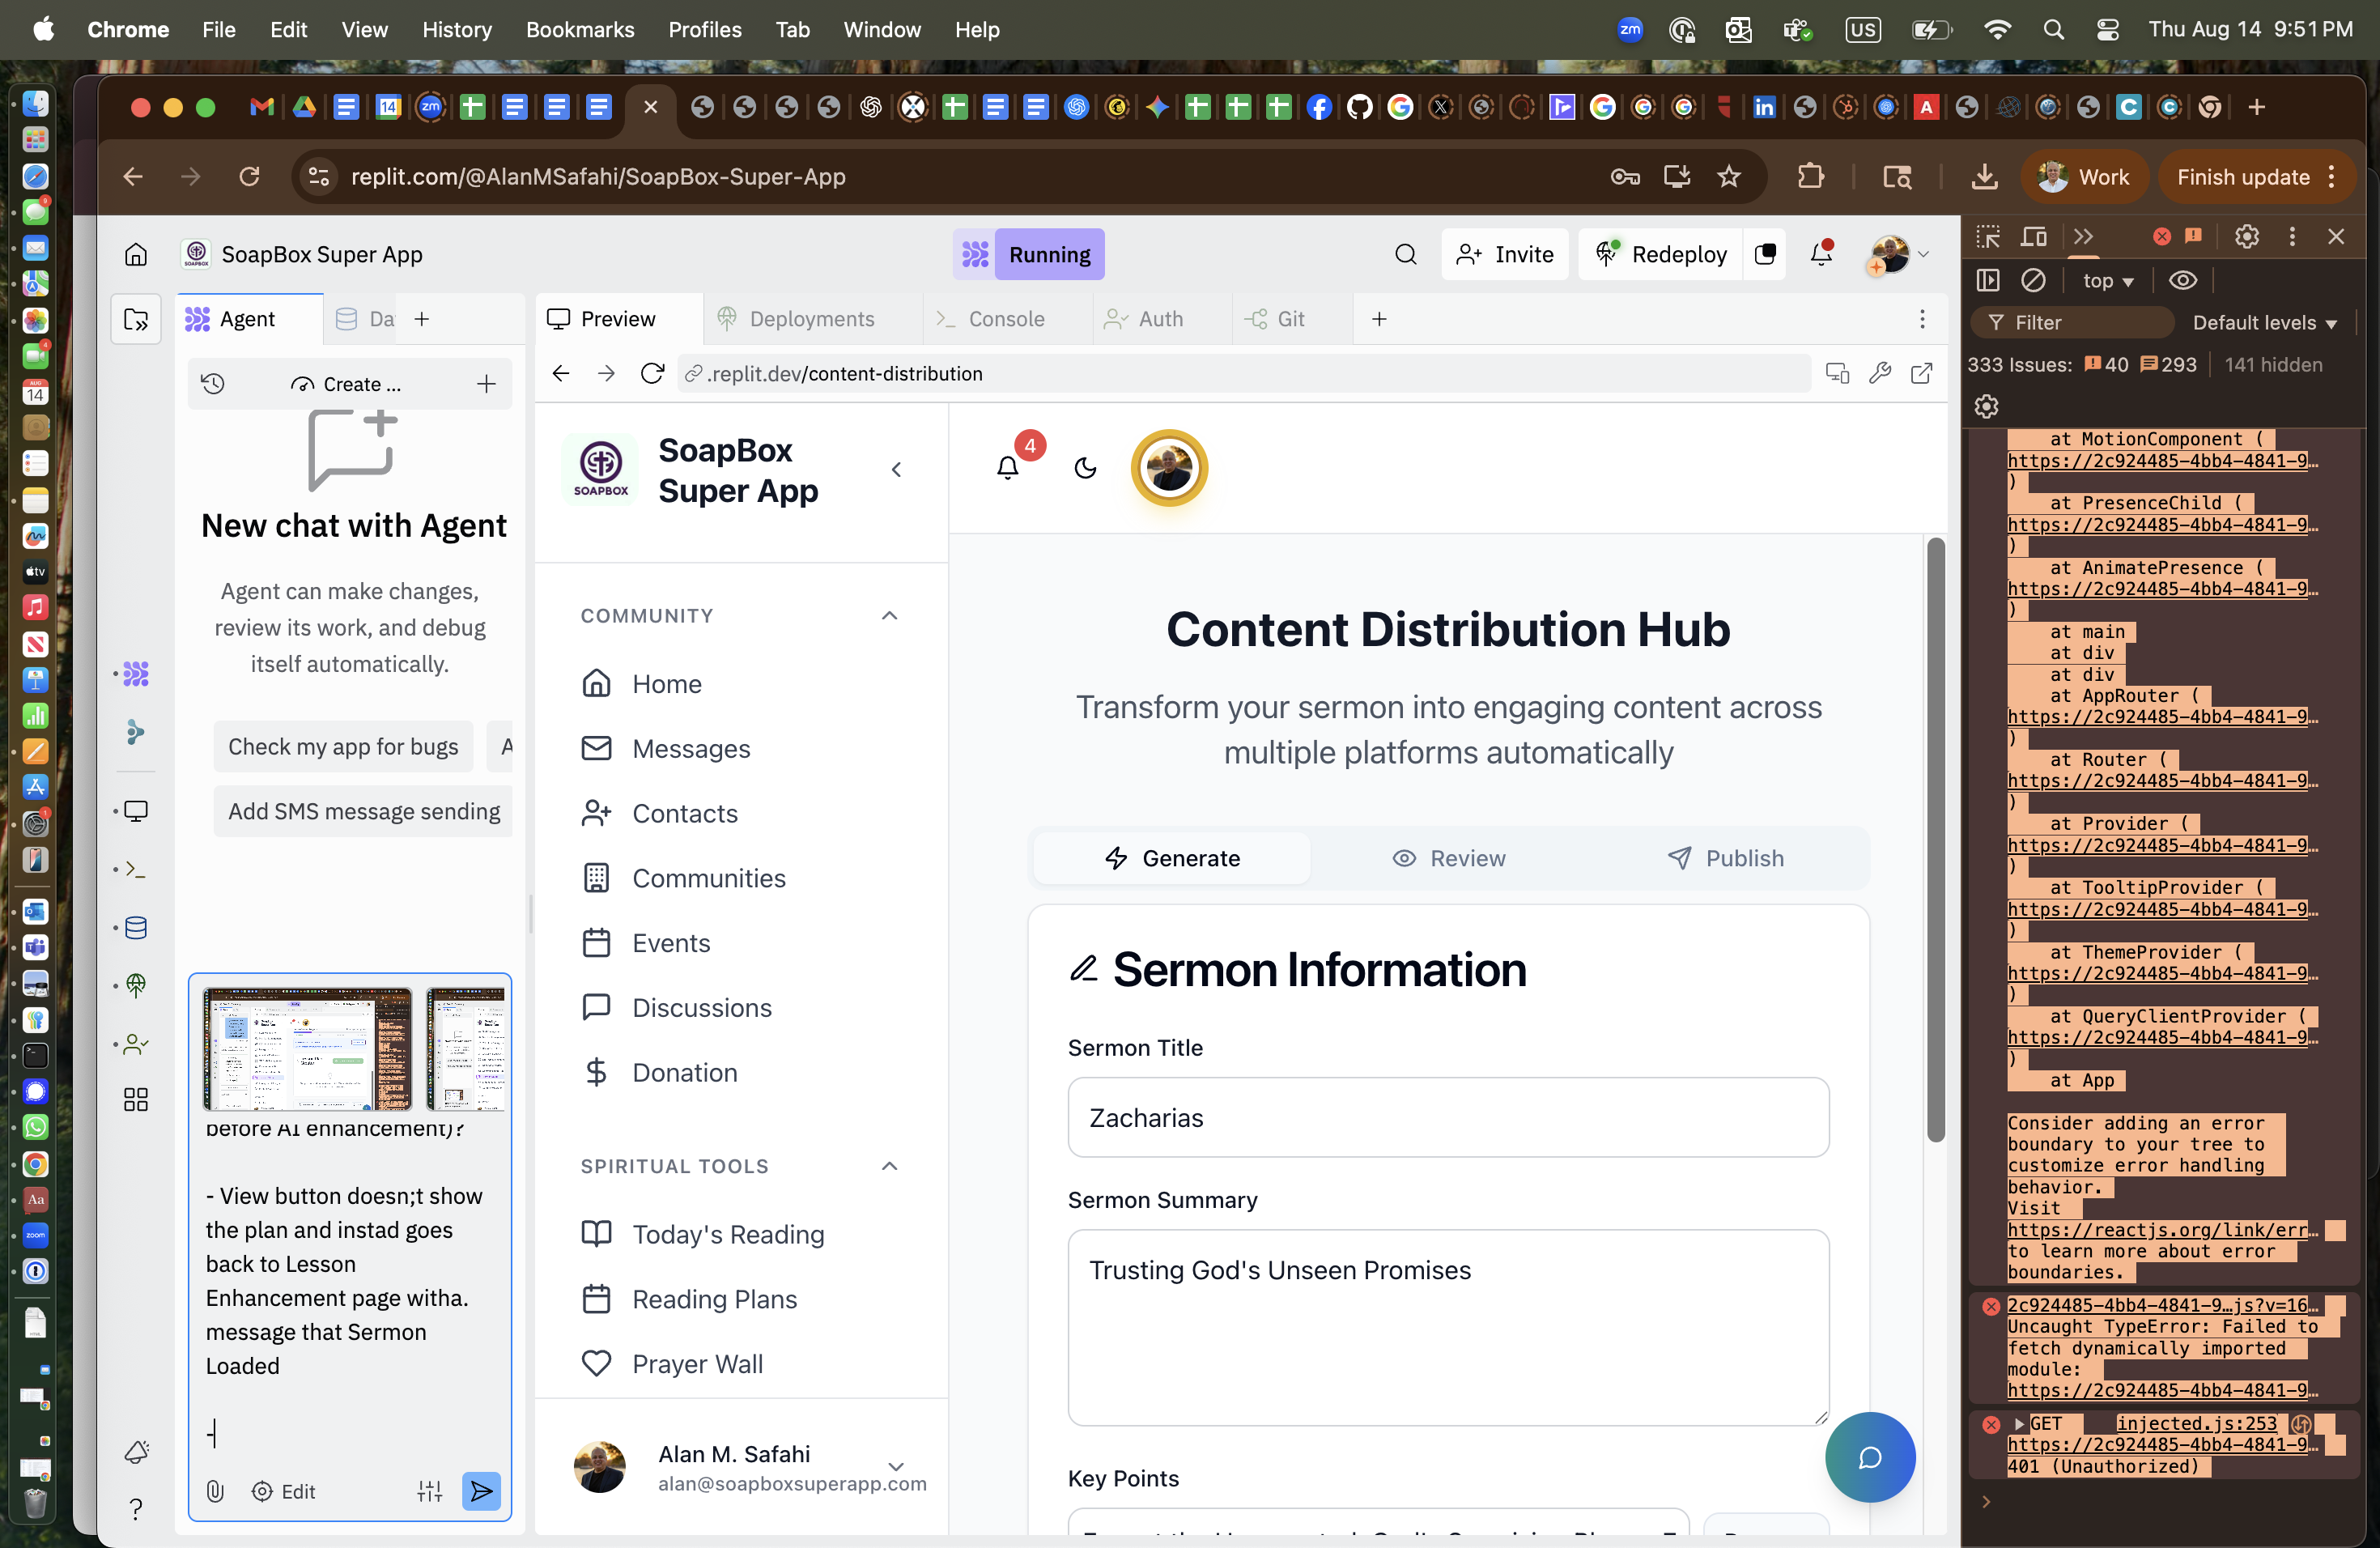 Chrome File Edit View History Bookmarks Profiles Tab Window Help
zm US Thu Aug 14 9:51 PM
replit.com/@AlanMSafahi/SoapBox-Super-App
Work
Finish update
SoapBox Super App
Running
Invite
Redeploy
Agent
Da
Preview
Deployments
Console
Auth
Git
Create ...
.replit.dev/content-distribution
New chat with Agent
Agent can make changes,
review its work, and debug
itself automatically.
Check my app for bugs
A
Add SMS message sending
before AI enhancement)?
- View button doesn;t show
the plan and instad goes
back to Lesson
Enhancement page witha.
message that Sermon
Loaded
-
Edit
SOAPBOX
SoapBox
Super App
COMMUNITY
Home
Messages
Contacts
Communities
Events
Discussions
Donation
SPIRITUAL TOOLS
Today's Reading
Reading Plans
Prayer Wall
Alan M. Safahi
alan@soapboxsuperapp.com
4
Content Distribution Hub
Transform your sermon into engaging content across
multiple platforms automatically
Generate
Review
Publish
Sermon Information
Sermon Title
Zacharias
Sermon Summary
Trusting God's Unseen Promises
Key Points
top
Filter
Default levels
333 Issues: 40 293 141 hidden
at MotionComponent (
https://2c924485-4bb4-4841-9…
)
at PresenceChild (
https://2c924485-4bb4-4841-9…
)
at AnimatePresence (
https://2c924485-4bb4-4841-9…
)
at main
at div
at div
at AppRouter (
https://2c924485-4bb4-4841-9…
)
at Router (
https://2c924485-4bb4-4841-9…
)
at Provider (
https://2c924485-4bb4-4841-9…
)
at TooltipProvider (
https://2c924485-4bb4-4841-9…
)
at ThemeProvider (
https://2c924485-4bb4-4841-9…
)
at QueryClientProvider (
https://2c924485-4bb4-4841-9…
)
at App
Consider adding an error
boundary to your tree to
customize error handling
behavior.
Visit
https://reactjs.org/link/err…
to learn more about error
boundaries.
2c924485-4bb4-4841-9…js?v=16…
Uncaught TypeError: Failed to
fetch dynamically imported
module:
https://2c924485-4bb4-4841-9…
GET injected.js:253
https://2c924485-4bb4-4841-9…
401 (Unauthorized)